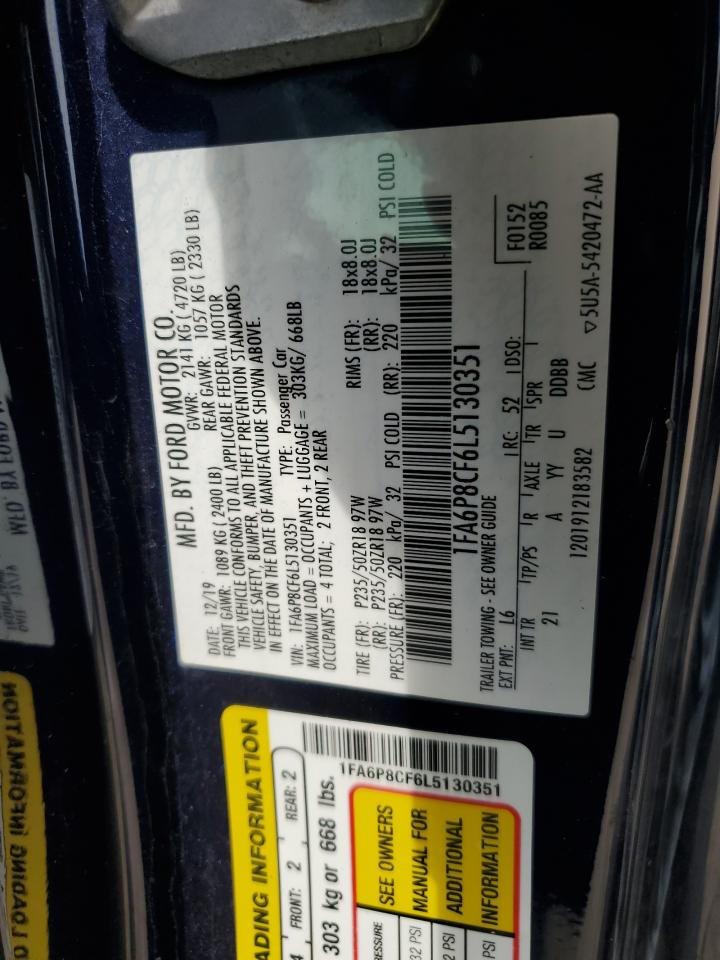 MFD. BY FORD MOTOR CO.
DATE: 12/19 GVWR: 2141 KG ( 4720 LB)
FRONT GAWR: 1089 KG ( 2400 LB) REAR GAWR: 1057 KG ( 2330 LB)
THIS VEHICLE CONFORMS TO ALL APPLICABLE FEDERAL MOTOR
VEHICLE SAFETY, BUMPER, AND THEFT PREVENTION STANDARDS
IN EFFECT ON THE DATE OF MANUFACTURE SHOWN ABOVE.
VIN: 1FA6P8CF6L5130351 TYPE: Passenger Car
MAXIMUM LOAD = OCCUPANTS + LUGGAGE = 303KG/ 668LB
OCCUPANTS = 4 TOTAL; 2 FRONT, 2 REAR
TIRE (FR): P235/50ZR18 97W RIMS (FR): 18x8.0J
(RR): P235/50ZR18 97W (RR): 18x8.0J
PRESSURE (FR): 220 kPa/ 32 PSI COLD (RR): 220 kPa/ 32 PSI COLD
1FA6P8CF6L5130351
TRAILER TOWING - SEE OWNER GUIDE
EXT PNT: L6 RC: 52 DSO: F0152
R0085
INT TR TP/PS R AXLE TR SPR
21 A YY U DDBB
1201912183582 CMC ▽5U5A-5420472-AA
ADING INFORMATION
4 FRONT: 2 REAR: 2
303 kg or 668 lbs.
1FA6P8CF6L5130351
RESSURE
32 PSI
2 PSI
PSI
SEE OWNERS
MANUAL FOR
ADDITIONAL
INFORMATION
D LOADING INFORMATION